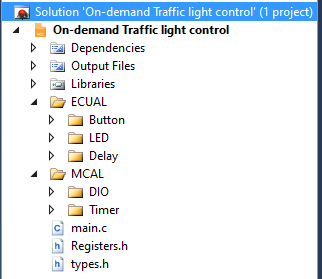 Solution 'On-demand Traffic light control' (1 project)
On-demand Traffic light control
Dependencies
Output Files
Libraries
ECUAL
Button
LED
Delay
MCAL
DIO
Timer
main.c
Registers.h
types.h